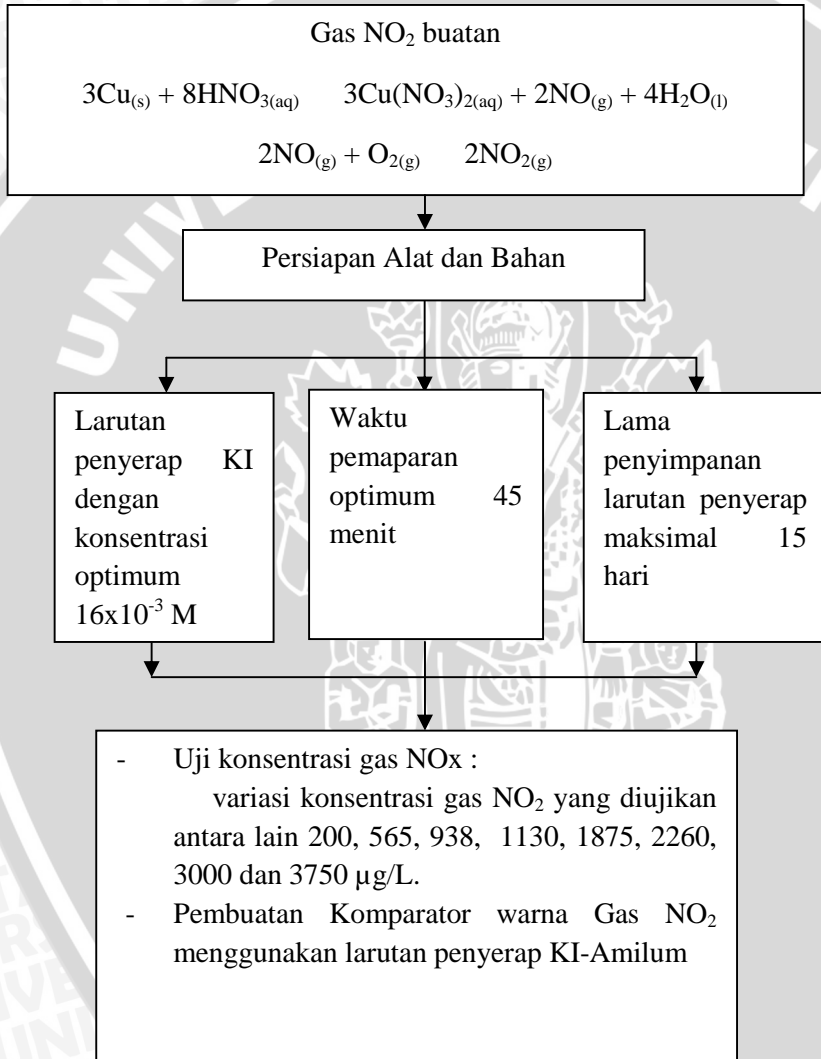 Gas NO₂ buatan
3Cu₍s₎ + 8HNO₃₍aq₎ 3Cu(NO₃)₂₍aq₎ + 2NO₍g₎ + 4H₂O₍l₎
2NO₍g₎ + O₂₍g₎ 2NO₂₍g₎
Persiapan Alat dan Bahan
Larutan
penyerap KI
dengan
konsentrasi
optimum
16x10⁻³ M
Waktu
pemaparan
optimum 45
menit
Lama
penyimpanan
larutan penyerap
maksimal 15
hari
- Uji konsentrasi gas NOx :
variasi konsentrasi gas NO₂ yang diujikan
antara lain 200, 565, 938, 1130, 1875, 2260,
3000 dan 3750 µg/L.
- Pembuatan Komparator warna Gas NO₂
menggunakan larutan penyerap KI-Amilum